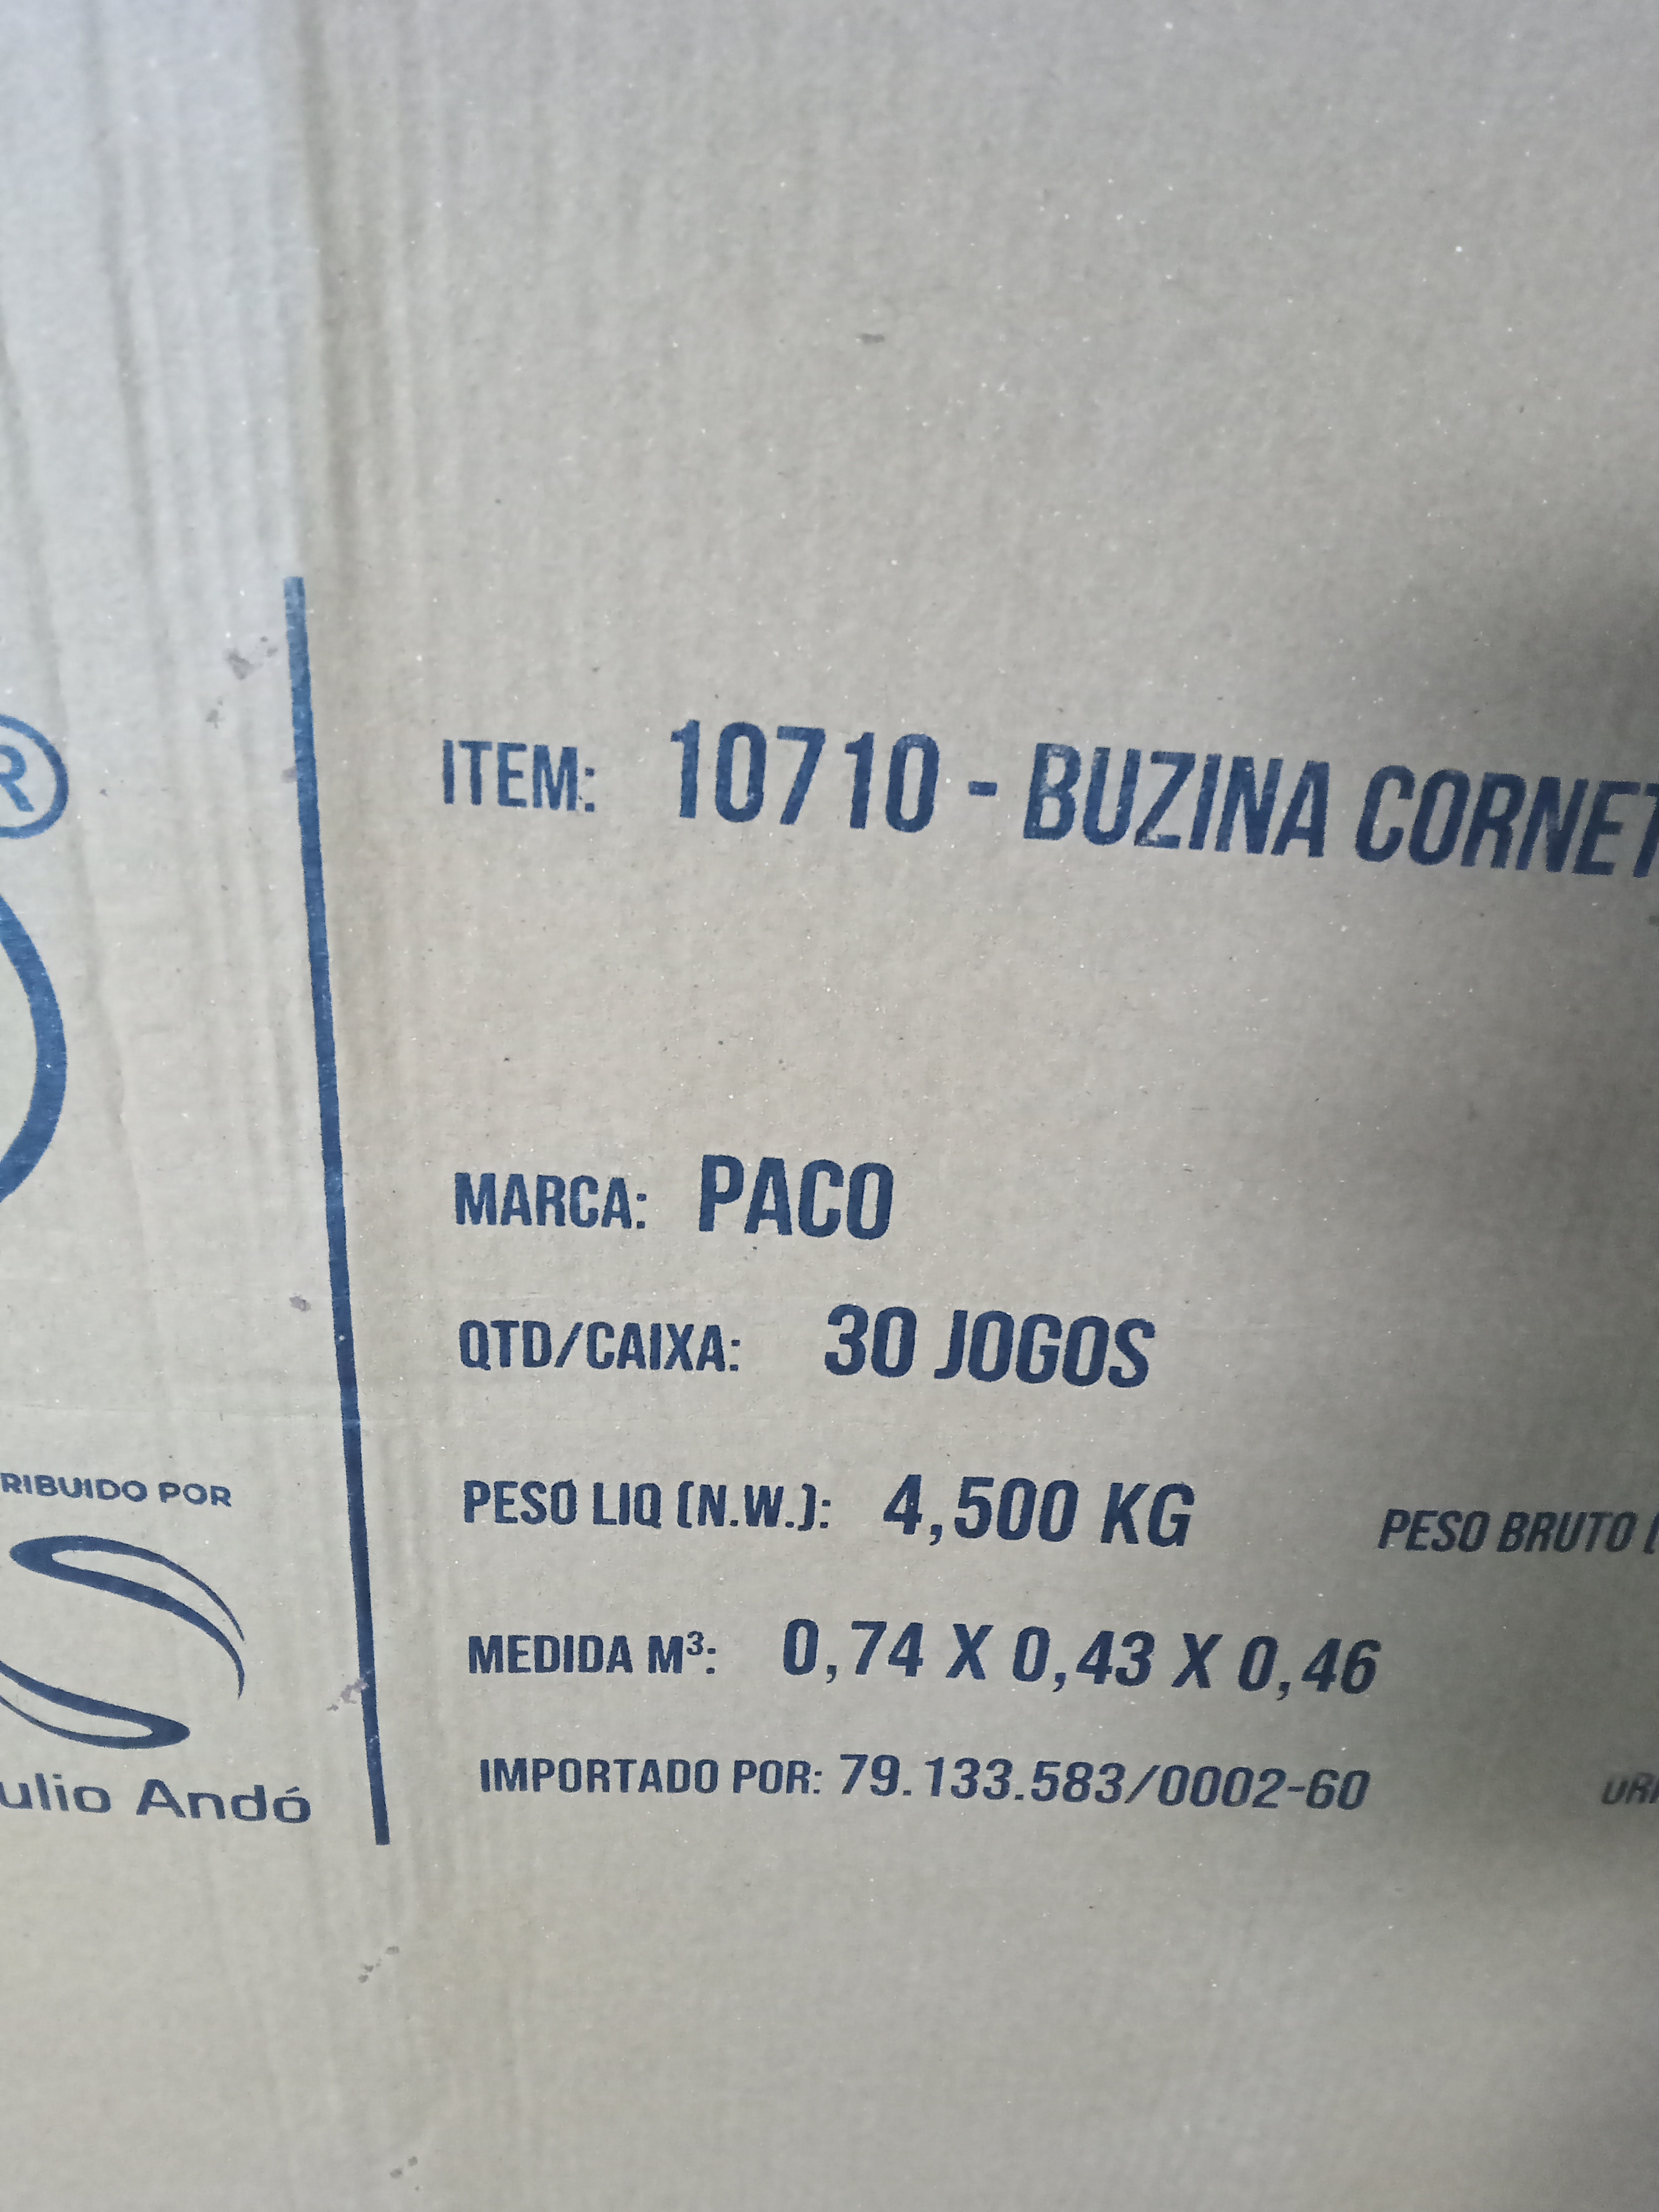 ®
ITEM: 10710 - BUZINA CORNET
MARCA: PACO
QTD/CAIXA: 30 JOGOS
PESO LIQ (N.W.): 4,500 KG PESO BRUTO (
MEDIDA M³: 0,74 X 0,43 X 0,46
IMPORTADO POR: 79.133.583/0002-60
RIBUIDO POR
ulio Andó